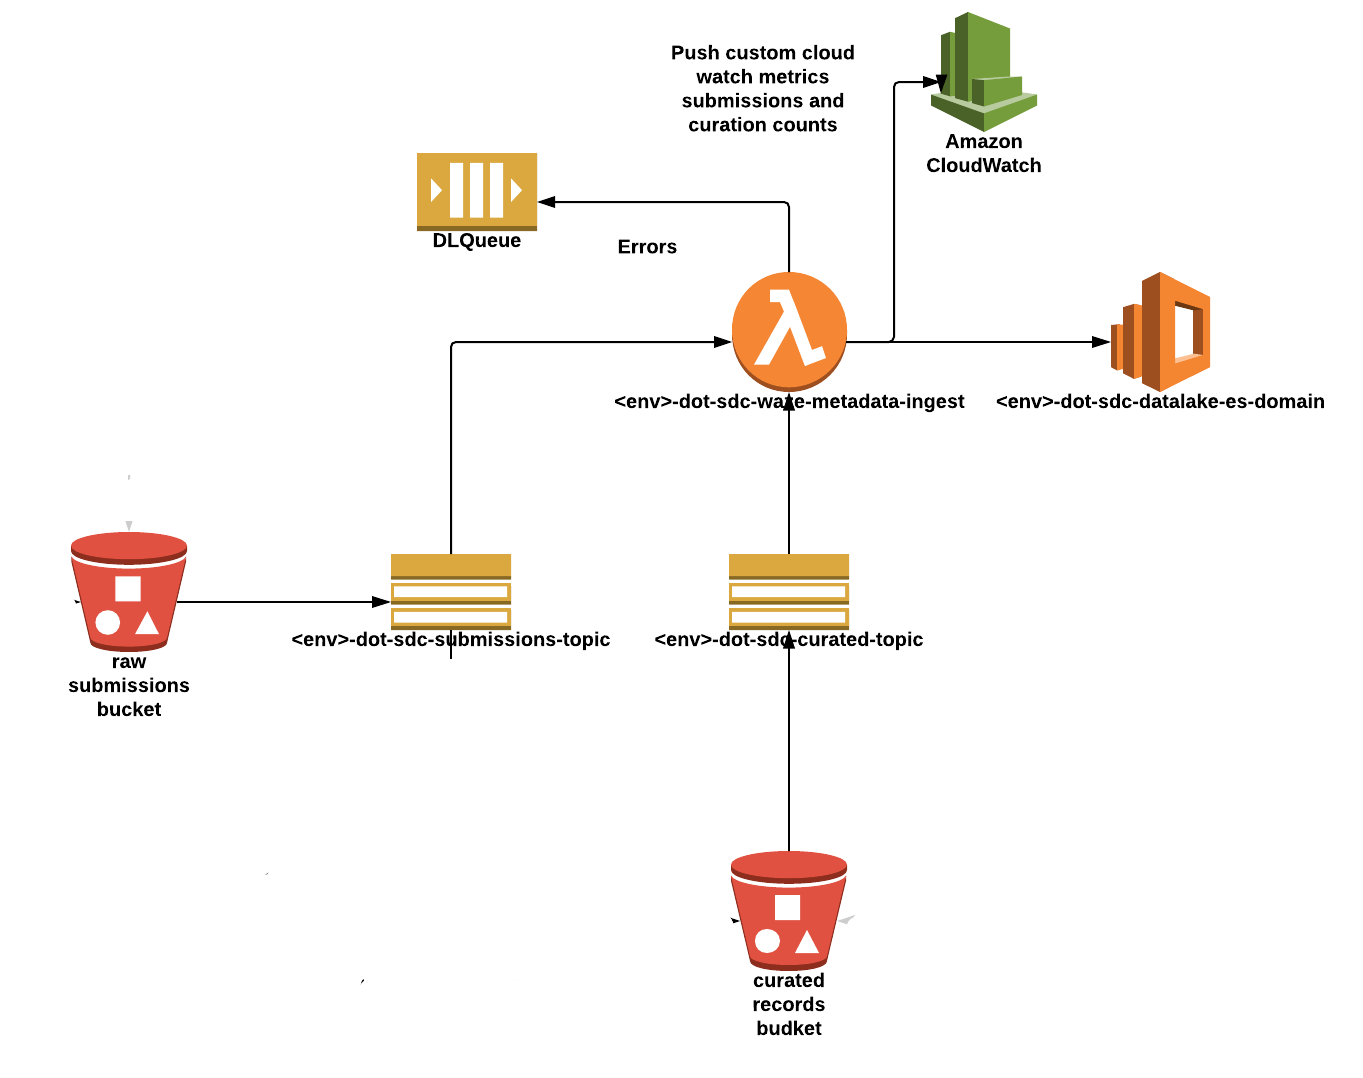 Push custom cloud
watch metrics
submissions and
curation counts
Amazon
CloudWatch
DLQueue
Errors
<env>-dot-sdc-waze-metadata-ingest
<env>-dot-sdc-datalake-es-domain
<env>-dot-sdc-submissions-topic
<env>-dot-sdc-curated-topic
raw
submissions
bucket
curated
records
budket